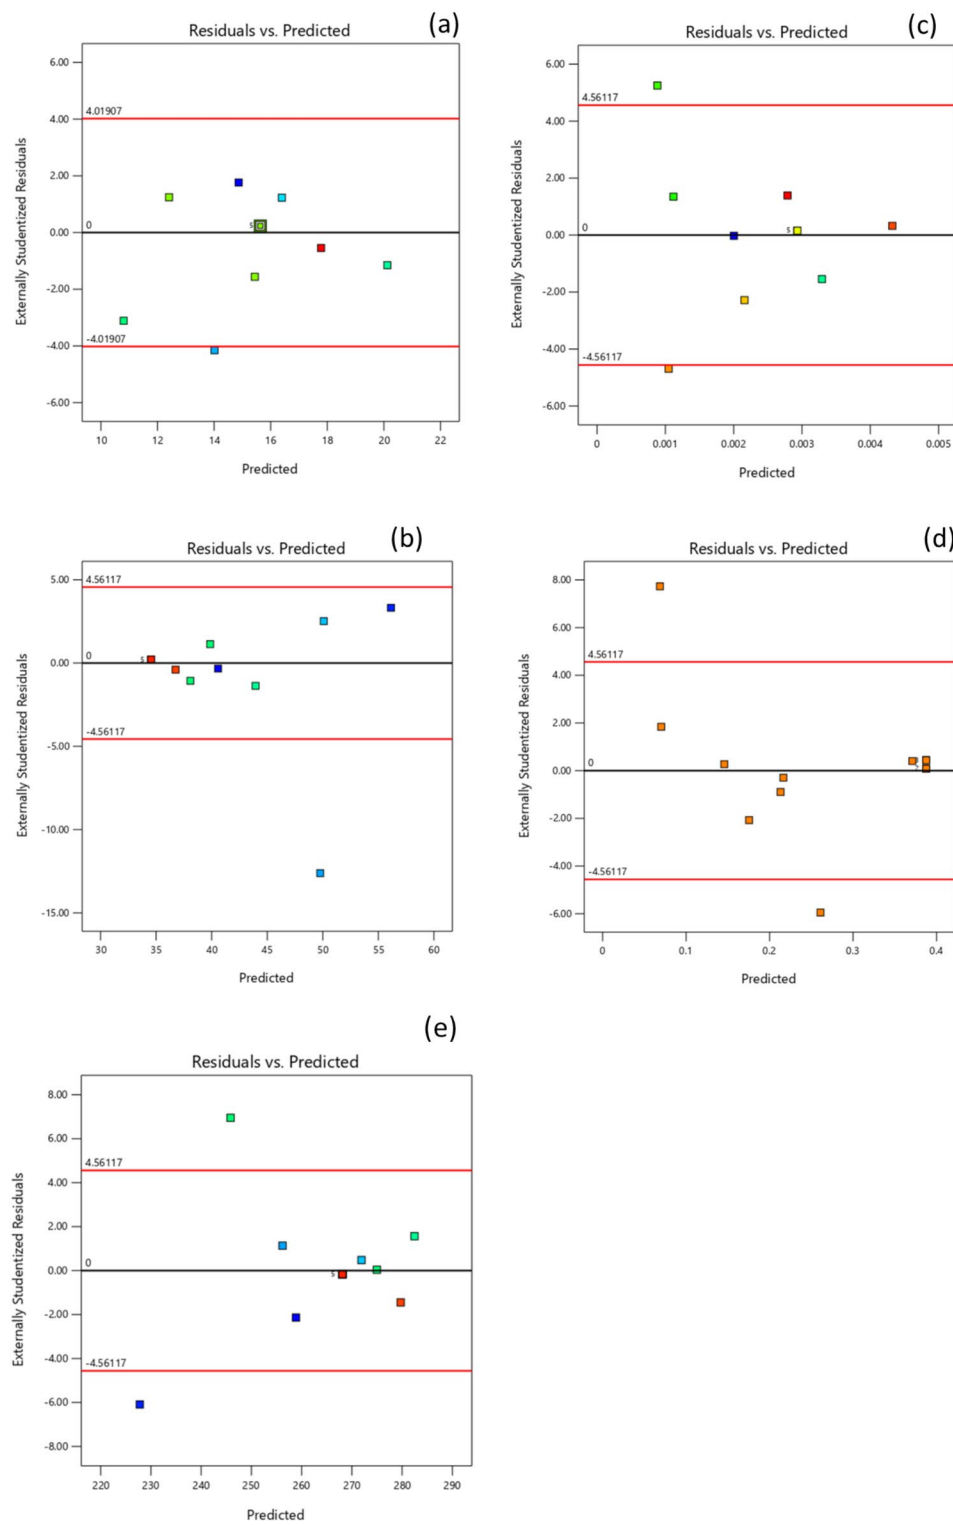 (a)
Residuals vs. Predicted
Externally Studentized Residuals
6.00
4.00
2.00
0.00
-2.00
-4.00
-6.00
4.01907
0
5
-4.01907
10 12 14 16 18 20 22
Predicted
(c)
Residuals vs. Predicted
Externally Studentized Residuals
6.00
4.00
2.00
0.00
-2.00
-4.00
-6.00
4.56117
0
5
-4.56117
0 0.001 0.002 0.003 0.004 0.005
Predicted
(b)
Residuals vs. Predicted
Externally Studentized Residuals
5.00
0.00
-5.00
-10.00
-15.00
4.56117
0
5
-4.56117
30 35 40 45 50 55 60
Predicted
(d)
Residuals vs. Predicted
Externally Studentized Residuals
8.00
6.00
4.00
2.00
0.00
-2.00
-4.00
-6.00
4.56117
0
-4.56117
0 0.1 0.2 0.3 0.4
Predicted
(e)
Residuals vs. Predicted
Externally Studentized Residuals
8.00
6.00
4.00
2.00
0.00
-2.00
-4.00
-6.00
-8.00
4.56117
0
5
-4.56117
220 230 240 250 260 270 280 290
Predicted